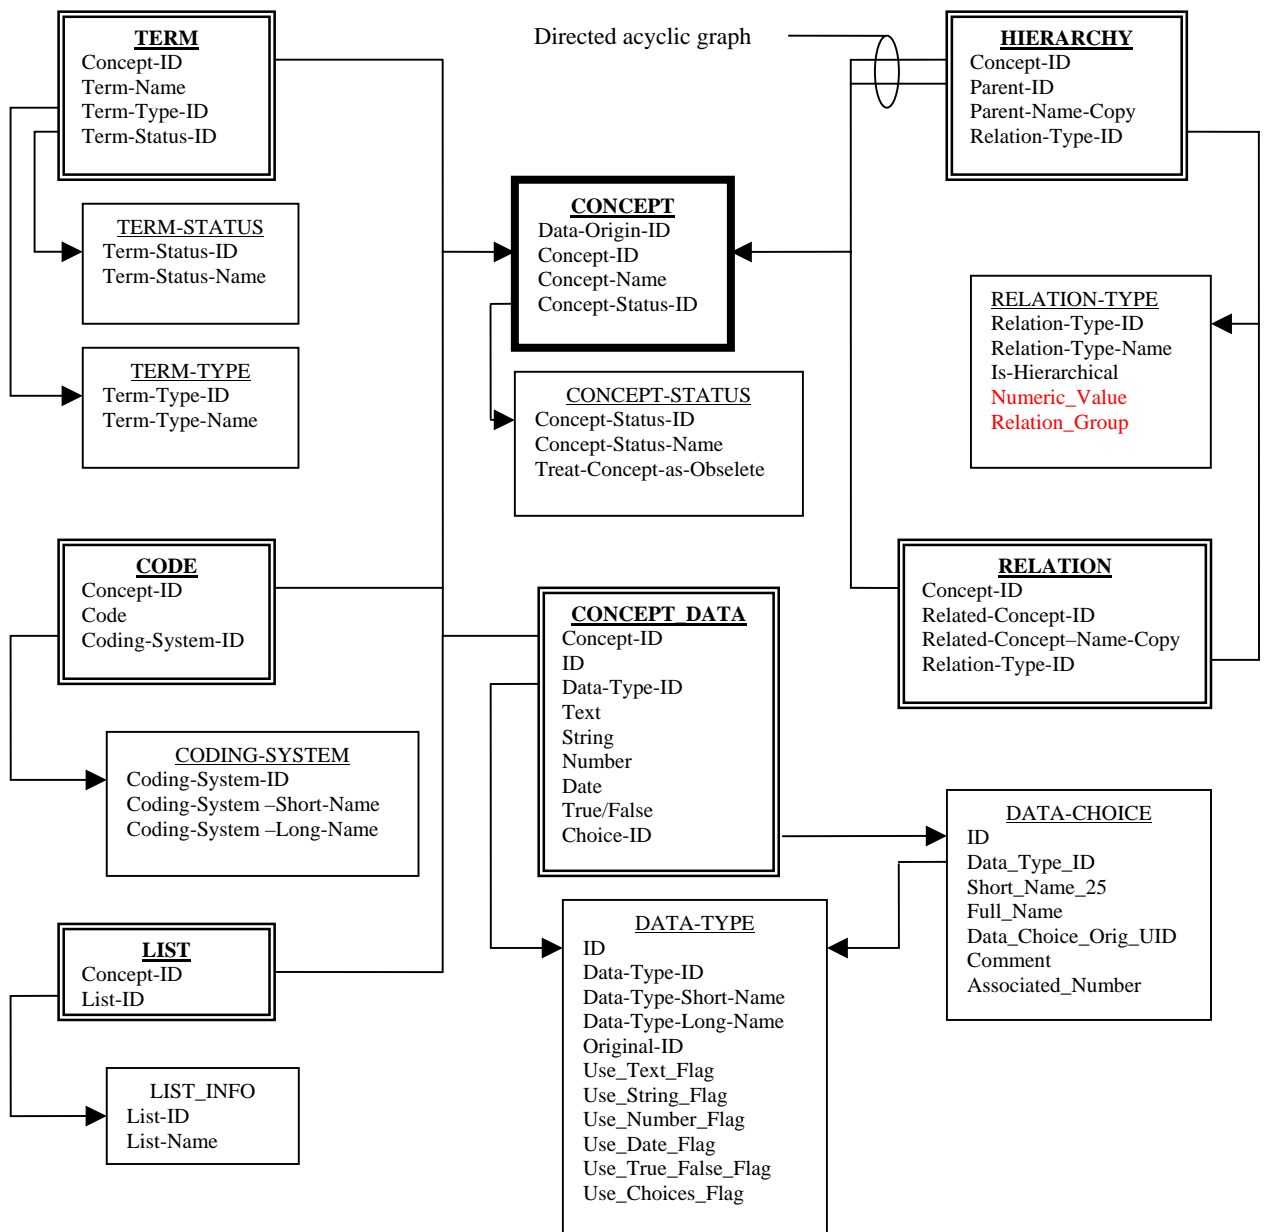 TERM
Concept-ID
Term-Name
Term-Type-ID
Term-Status-ID
Directed acyclic graph
HIERARCHY
Concept-ID
Parent-ID
Parent-Name-Copy
Relation-Type-ID
TERM-STATUS
Term-Status-ID
Term-Status-Name
CONCEPT
Data-Origin-ID
Concept-ID
Concept-Name
Concept-Status-ID
RELATION-TYPE
Relation-Type-ID
Relation-Type-Name
Is-Hierarchical
Numeric_Value
Relation_Group
TERM-TYPE
Term-Type-ID
Term-Type-Name
CONCEPT-STATUS
Concept-Status-ID
Concept-Status-Name
Treat-Concept-as-Obselete
CODE
Concept-ID
Code
Coding-System-ID
CONCEPT_DATA
Concept-ID
ID
Data-Type-ID
Text
String
Number
Date
True/False
Choice-ID
RELATION
Concept-ID
Related-Concept-ID
Related-Concept–Name-Copy
Relation-Type-ID
CODING-SYSTEM
Coding-System-ID
Coding-System –Short-Name
Coding-System –Long-Name
DATA-CHOICE
ID
Data_Type_ID
Short_Name_25
Full_Name
Data_Choice_Orig_UID
Comment
Associated_Number
LIST
Concept-ID
List-ID
DATA-TYPE
ID
Data-Type-ID
Data-Type-Short-Name
Data-Type-Long-Name
Original-ID
Use_Text_Flag
Use_String_Flag
Use_Number_Flag
Use_Date_Flag
Use_True_False_Flag
Use_Choices_Flag
LIST_INFO
List-ID
List-Name